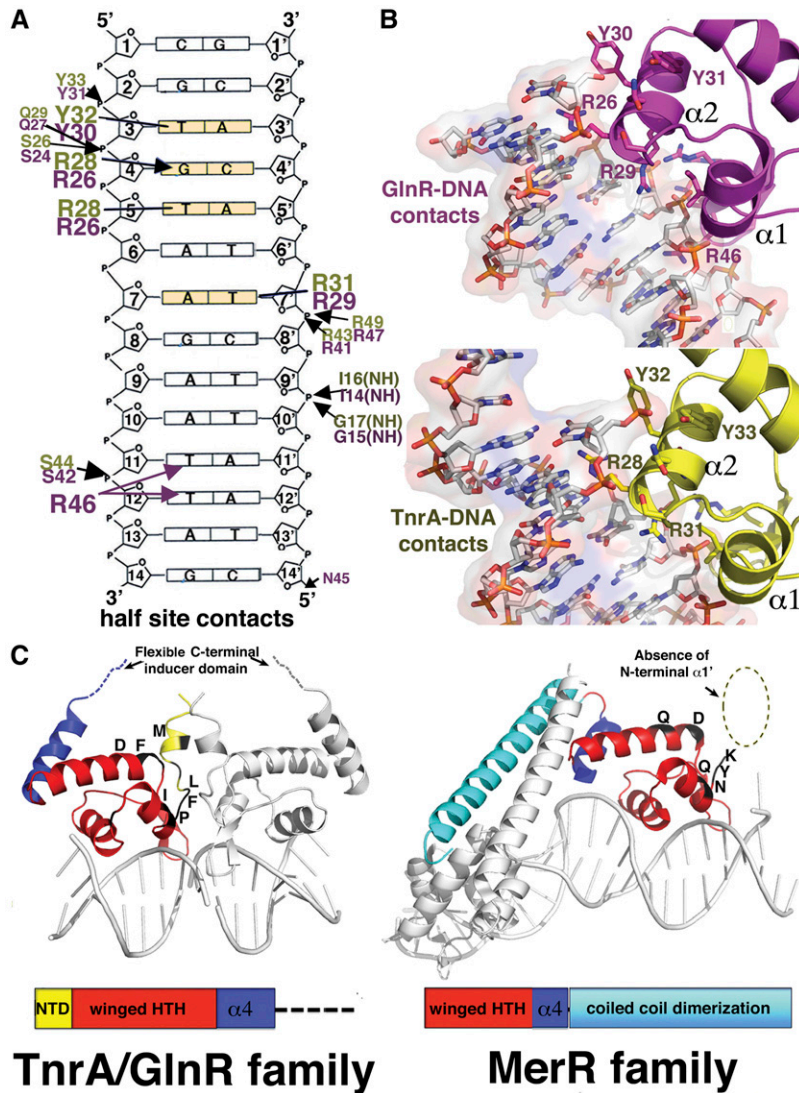 A
5' 3'
1 C G 1'
P P
2 G C 2'
Y33
Y31
P P
Q29
Q27
Y32
Y30
3 T A 3'
S26
S24
P P
R28
R26
4 G C 4'
P P
R28
R26
5 T A 5'
P P
6 A T 6'
P P
7 A T 7'
R31
R29
P P
R49
R43 R47
R41
8 G C 8'
P P
9 A T 9'
I16(NH)
T14(NH)
P P
10 A T 10'
G17(NH)
G15(NH)
P P
11 T A 11'
S44
S42
P P
R46
12 T A 12'
P P
13 A T 13'
P P
14 G C 14'
N45
3' 5'
half site contacts
B
Y30
Y31
R26
α2
R29
GlnR-DNA
contacts
α1
R46
Y32
Y33
R28
α2
TnrA-DNA
contacts
R31
α1
C
Flexible C-terminal
inducer domain
M
D F
L
I F
P
NTD winged HTH α4
TnrA/GlnR family
Absence of
N-terminal α1'
Q D
K
Q Y
N
winged HTH α4 coiled coil dimerization
MerR family